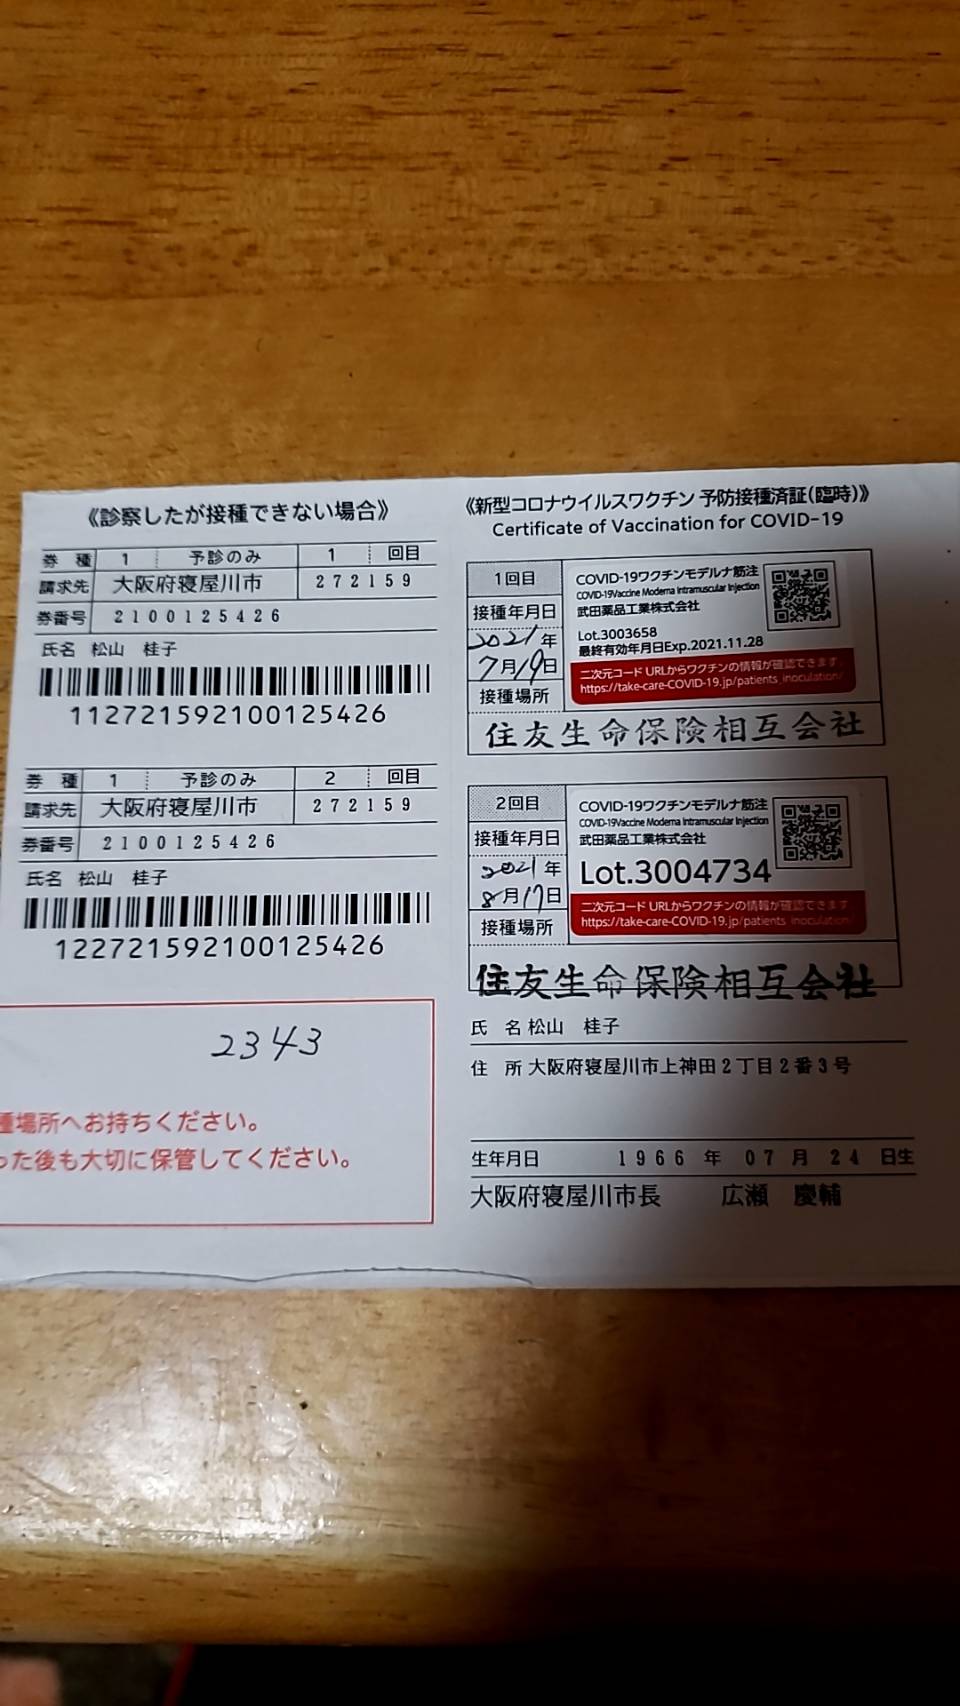 《診察したが接種できない場合》
券 種 1 予診のみ 1 回目
請求先 大阪府寝屋川市 272159
券番号 2100125426
氏名 松山 桂子
112721592100125426
券 種 1 予診のみ 2 回目
請求先 大阪府寝屋川市 272159
券番号 2100125426
氏名 松山 桂子
122721592100125426
2343
種場所へお持ちください。
った後も大切に保管してください。
《新型コロナウイルスワクチン 予防接種済証(臨時)》
Certificate of Vaccination for COVID-19
1回目
接種年月日
2021年
7月19日
接種場所
COVID-19ワクチンモデルナ筋注
COVID-19Vaccine Moderna Intramuscular Injection
武田薬品工業株式会社
Lot.3003658
最終有効年月日Exp.2021.11.28
二次元コード URLからワクチンの情報が確認できます
https://take-care-COVID-19.jp/patients_inoculation/
住友生命保険相互会社
2回目
接種年月日
2021年
8月17日
接種場所
COVID-19ワクチンモデルナ筋注
COVID-19Vaccine Moderna Intramuscular Injection
武田薬品工業株式会社
Lot.3004734
二次元コード URLからワクチンの情報が確認できます
https://take-care-COVID-19.jp/patients_inoculation/
住友生命保険相互会社
氏 名 松山 桂子
住 所 大阪府寝屋川市上神田2丁目2番3号
生年月日 1966 年 07 月 24 日生
大阪府寝屋川市長 広瀬 慶輔